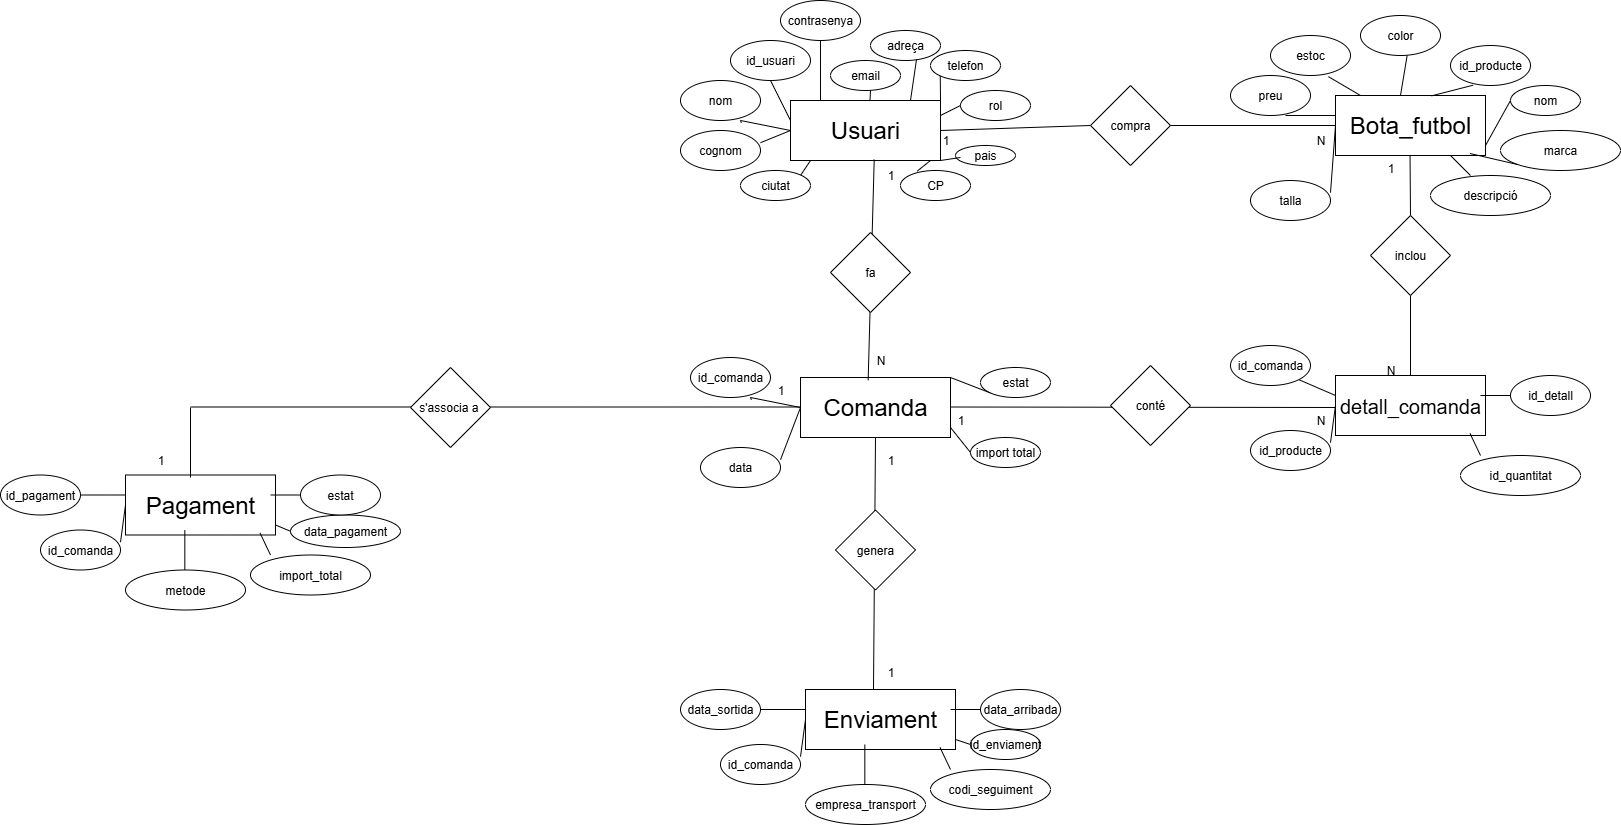 contrasenya
color
adreça
estoc
id_usuari
telefon
id_producte
email
preu
nom
nom
rol
Usuari
compra
Bota_futbol
1
N
cognom
pais
marca
1
1
ciutat
CP
descripció
talla
fa
inclou
N
id_comanda
id_comanda
N
estat
1
id_detall
s'associa a
Comanda
conté
detall_comanda
1
N
import total
id_producte
1
1
data
id_quantitat
id_pagament
estat
Pagament
data_pagament
id_comanda
genera
import_total
metode
1
data_sortida
Enviament
data_arribada
id_enviament
id_comanda
codi_seguiment
empresa_transport